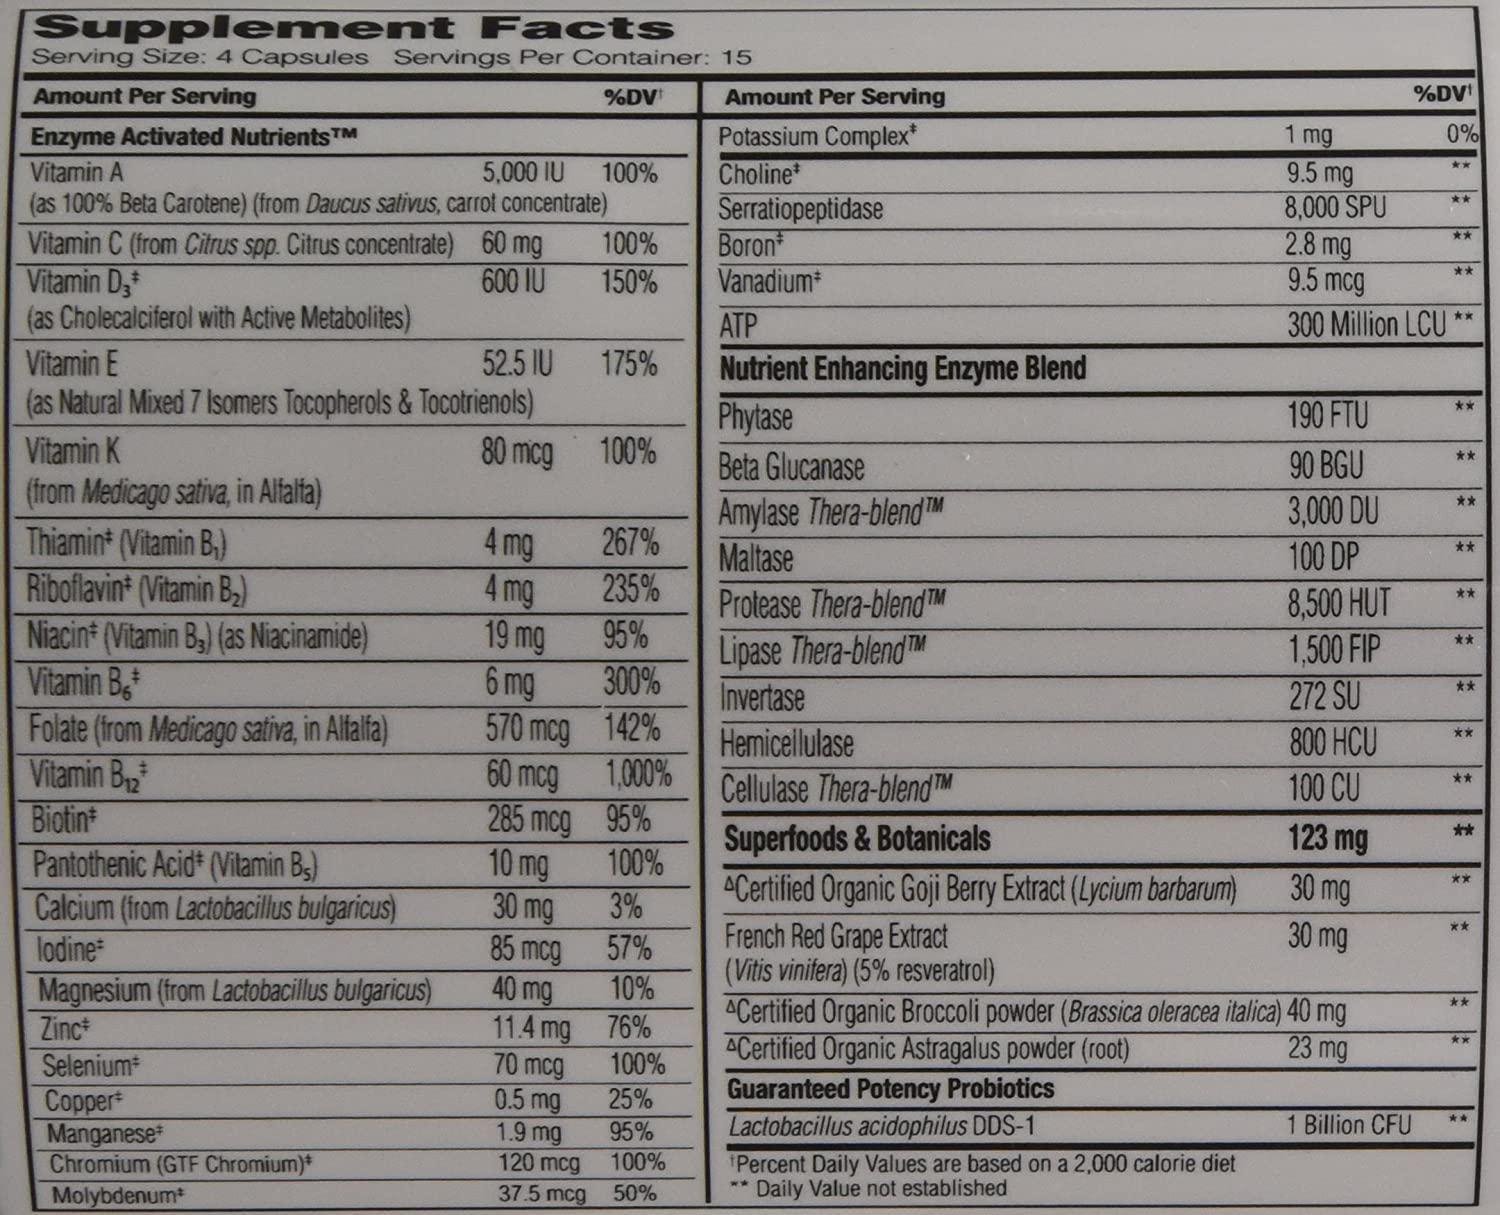 Supplement Facts
Serving Size: 4 Capsules Servings Per Container: 15
Amount Per Serving %DV†
Enzyme Activated Nutrients™
Vitamin A 5,000 IU 100%
(as 100% Beta Carotene) (from Daucus sativus, carrot concentrate)
Vitamin C (from Citrus spp. Citrus concentrate) 60 mg 100%
Vitamin D₃‡ 600 IU 150%
(as Cholecalciferol with Active Metabolites)
Vitamin E 52.5 IU 175%
(as Natural Mixed 7 Isomers Tocopherols & Tocotrienols)
Vitamin K 80 mcg 100%
(from Medicago sativa, in Alfalfa)
Thiamin‡ (Vitamin B₁) 4 mg 267%
Riboflavin‡ (Vitamin B₂) 4 mg 235%
Niacin‡ (Vitamin B₃) (as Niacinamide) 19 mg 95%
Vitamin B₆‡ 6 mg 300%
Folate (from Medicago sativa, in Alfalfa) 570 mcg 142%
Vitamin B₁₂‡ 60 mcg 1,000%
Biotin‡ 285 mcg 95%
Pantothenic Acid‡ (Vitamin B₅) 10 mg 100%
Calcium (from Lactobacillus bulgaricus) 30 mg 3%
Iodine‡ 85 mcg 57%
Magnesium (from Lactobacillus bulgaricus) 40 mg 10%
Zinc‡ 11.4 mg 76%
Selenium‡ 70 mcg 100%
Copper‡ 0.5 mg 25%
Manganese‡ 1.9 mg 95%
Chromium (GTF Chromium)‡ 120 mcg 100%
Molybdenum‡ 37.5 mcg 50%
Amount Per Serving %DV†
Potassium Complex‡ 1 mg 0%
Choline‡ 9.5 mg **
Serratiopeptidase 8,000 SPU **
Boron‡ 2.8 mg **
Vanadium‡ 9.5 mcg **
ATP 300 Million LCU **
Nutrient Enhancing Enzyme Blend
Phytase 190 FTU **
Beta Glucanase 90 BGU **
Amylase Thera-blend™ 3,000 DU **
Maltase 100 DP **
Protease Thera-blend™ 8,500 HUT **
Lipase Thera-blend™ 1,500 FIP **
Invertase 272 SU **
Hemicellulase 800 HCU **
Cellulase Thera-blend™ 100 CU **
Superfoods & Botanicals 123 mg **
ΔCertified Organic Goji Berry Extract (Lycium barbarum) 30 mg **
French Red Grape Extract 30 mg **
(Vitis vinifera) (5% resveratrol)
ΔCertified Organic Broccoli powder (Brassica oleracea italica) 40 mg **
ΔCertified Organic Astragalus powder (root) 23 mg **
Guaranteed Potency Probiotics
Lactobacillus acidophilus DDS-1 1 Billion CFU **
†Percent Daily Values are based on a 2,000 calorie diet
** Daily Value not established